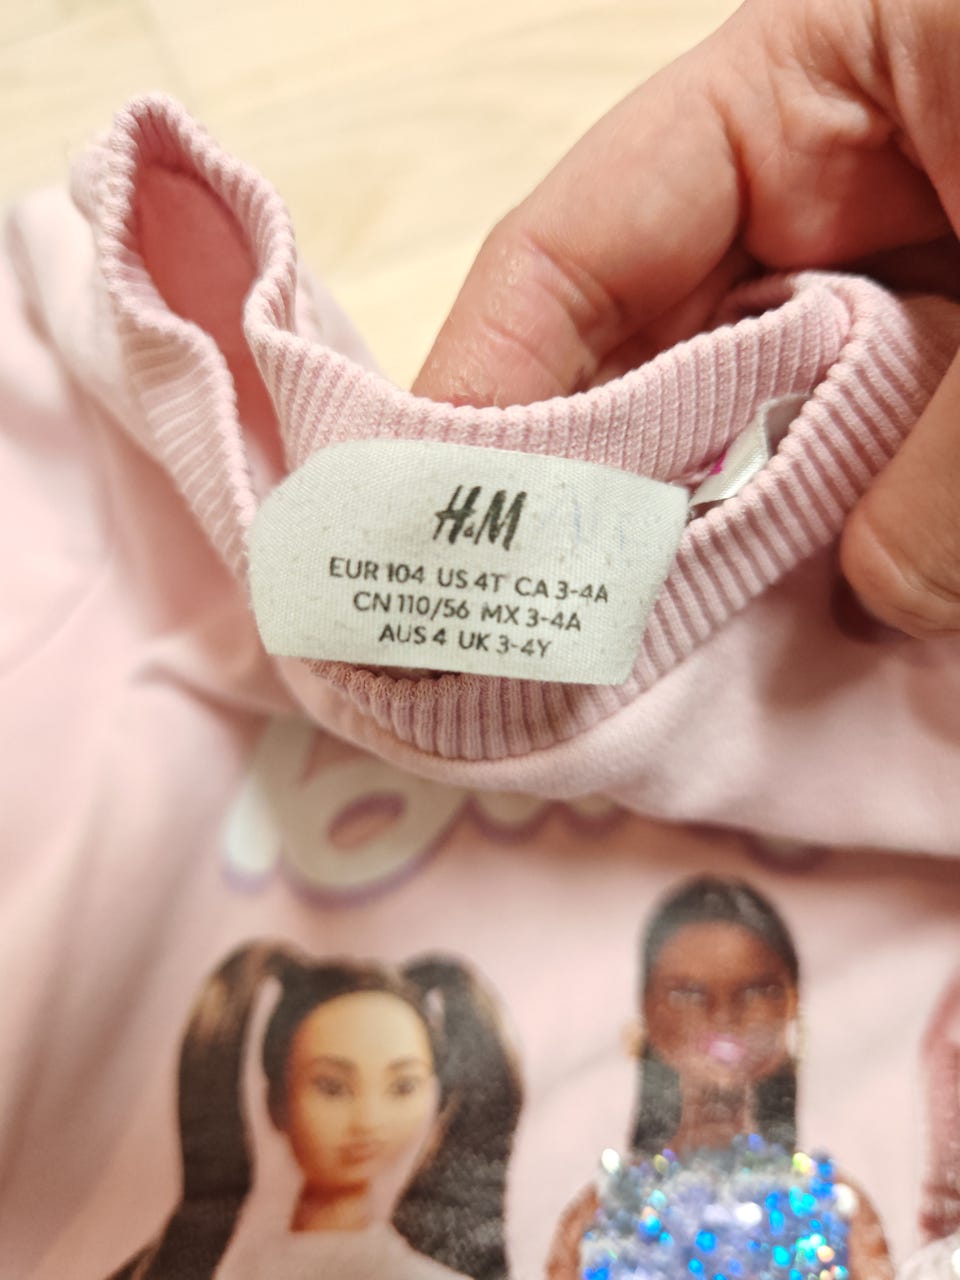 H&M
EUR 104 US 4T CA 3-4A
CN 110/56 MX 3-4A
AUS 4 UK 3-4Y